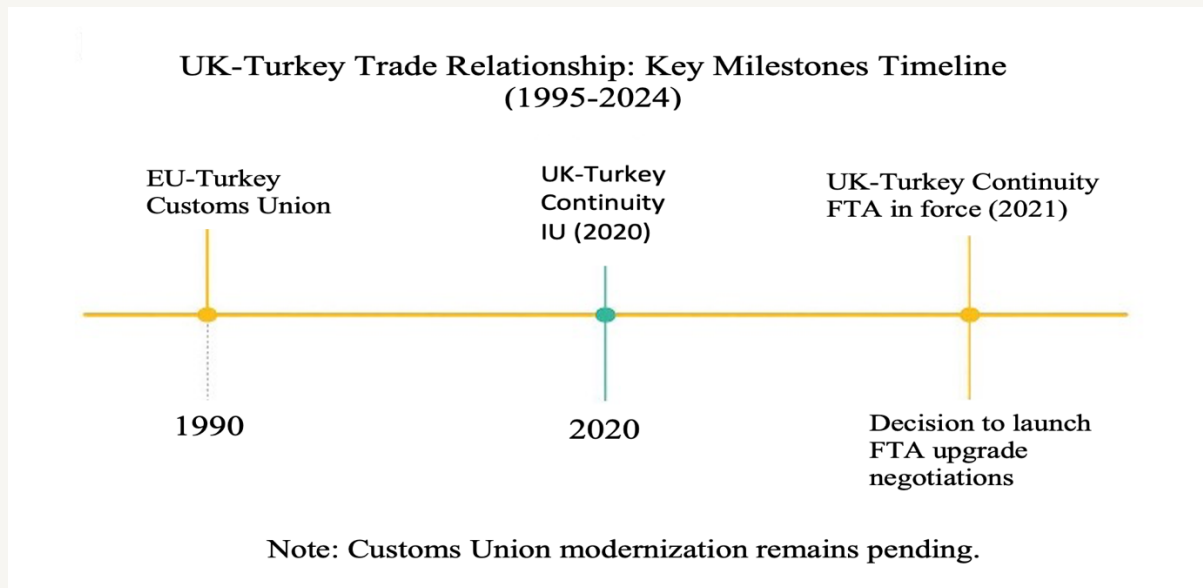 UK-Turkey Trade Relationship: Key Milestones Timeline
(1995-2024)
EU-Turkey
Customs Union
UK-Turkey
Continuity
IU (2020)
UK-Turkey Continuity
FTA in force (2021)
1990
2020
Decision to launch
FTA upgrade
negotiations
Note: Customs Union modernization remains pending.